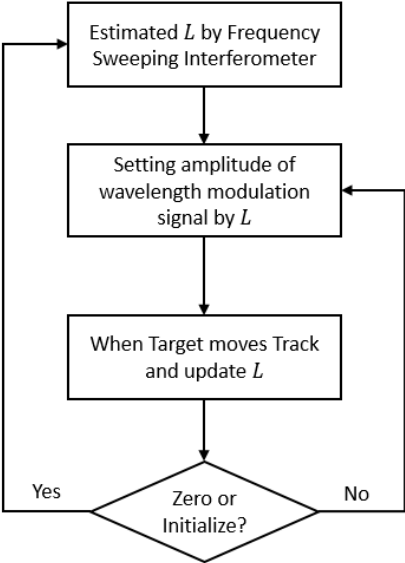 Estimated L by Frequency
Sweeping Interferometer
Setting amplitude of
wavelength modulation
signal by L
When Target moves Track
and update L
Yes
Zero or
Initialize?
No